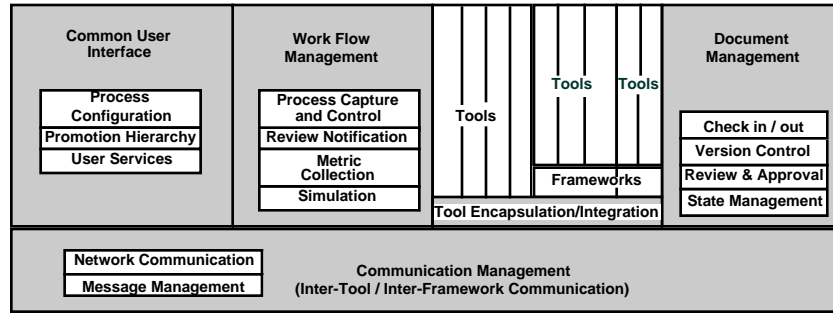 Common User
Interface
Process
Configuration
Promotion Hierarchy
User Services
Work Flow
Management
Process Capture
and Control
Review Notification
Metric
Collection
Simulation
Tools
Tools
Tools
Frameworks
Tool Encapsulation/Integration
Document
Management
Check in / out
Version Control
Review & Approval
State Management
Network Communication
Message Management
Communication Management
(Inter-Tool / Inter-Framework Communication)